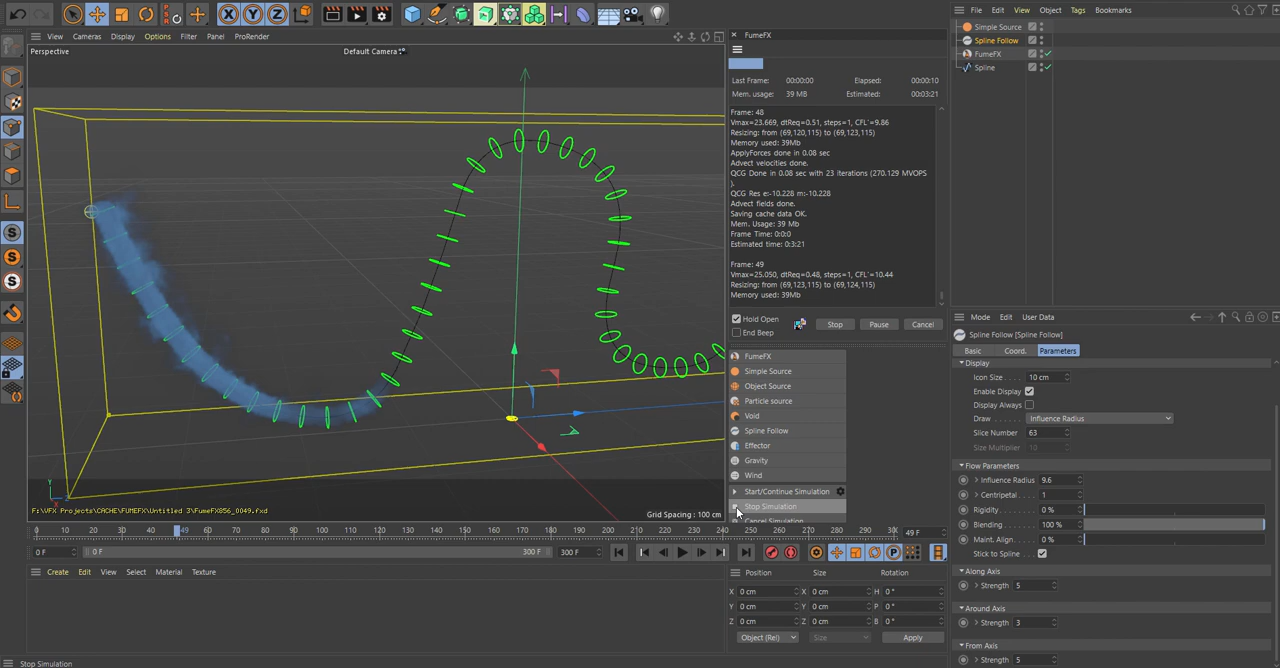 File Edit View Object Tags Bookmarks
Simple Source
Spline Follow
FumeFX
Spline
View Cameras Display Options Filter Panel ProRender
Perspective
Default Camera
FumeFX
Last Frame: 00:00:00 Elapsed: 00:00:10
Mem. usage: 39 MB Estimated: 00:03:21
Frame: 48
Vmax=23.669, dtReq=0.51, steps=1, CFL~=9.86
Resizing: from (69,120,115) to (69,123,115)
Memory used: 39Mb
ApplyForces done in 0.08 sec
Advect velocities done.
QCG Done in 0.08 sec with 23 iterations (270.129 MVOPS
).
QCG Res e:-10.228 m:-10.228
Advect fields done.
Saving cache data OK.
Mem. Usage: 39 Mb
Frame Time: 0:0:0
Estimated time: 0:3:21
Frame: 49
Vmax=25.050, dtReq=0.48, steps=1, CFL~=10.44
Resizing: from (69,123,115) to (69,124,115)
Memory used: 39Mb
Hold Open
End Beep
Stop Pause Cancel
FumeFX
Simple Source
Object Source
Particle source
Void
Spline Follow
Effector
Gravity
Wind
Start/Continue Simulation
Stop Simulation
Cancel Simulation
Mode Edit User Data
Spline Follow [Spline Follow]
Basic Coord. Parameters
Display
Icon Size 10 cm
Enable Display
Display Always
Draw Influence Radius
Slice Number 63
Size Multiplier 10
Flow Parameters
Influence Radius 9.6
Centripetal 1
Rigidity 0 %
Blending 100 %
Maint. Align 0 %
Stick to Spline
Along Axis
Strength 5
Around Axis
Strength 3
From Axis
Strength 5
F:\VFX Projects\CACHE\FUMEFX\Untitled 3\FumeFX856_0049.fxd
Grid Spacing : 100 cm
0 10 20 30 40 49 60 70 80 90 100 110 120 130 140 150 160 170 180 190 200 210 220 230 240 250 260 270 280 290 30
49 F
0 F 0 F 300 F 300 F
Create Edit View Select Material Texture
Position Size Rotation
X 0 cm X 0 cm H 0 °
Y 0 cm Y 0 cm P 0 °
Z 0 cm Z 0 cm B 0 °
Object (Rel) Size Apply
Stop Simulation